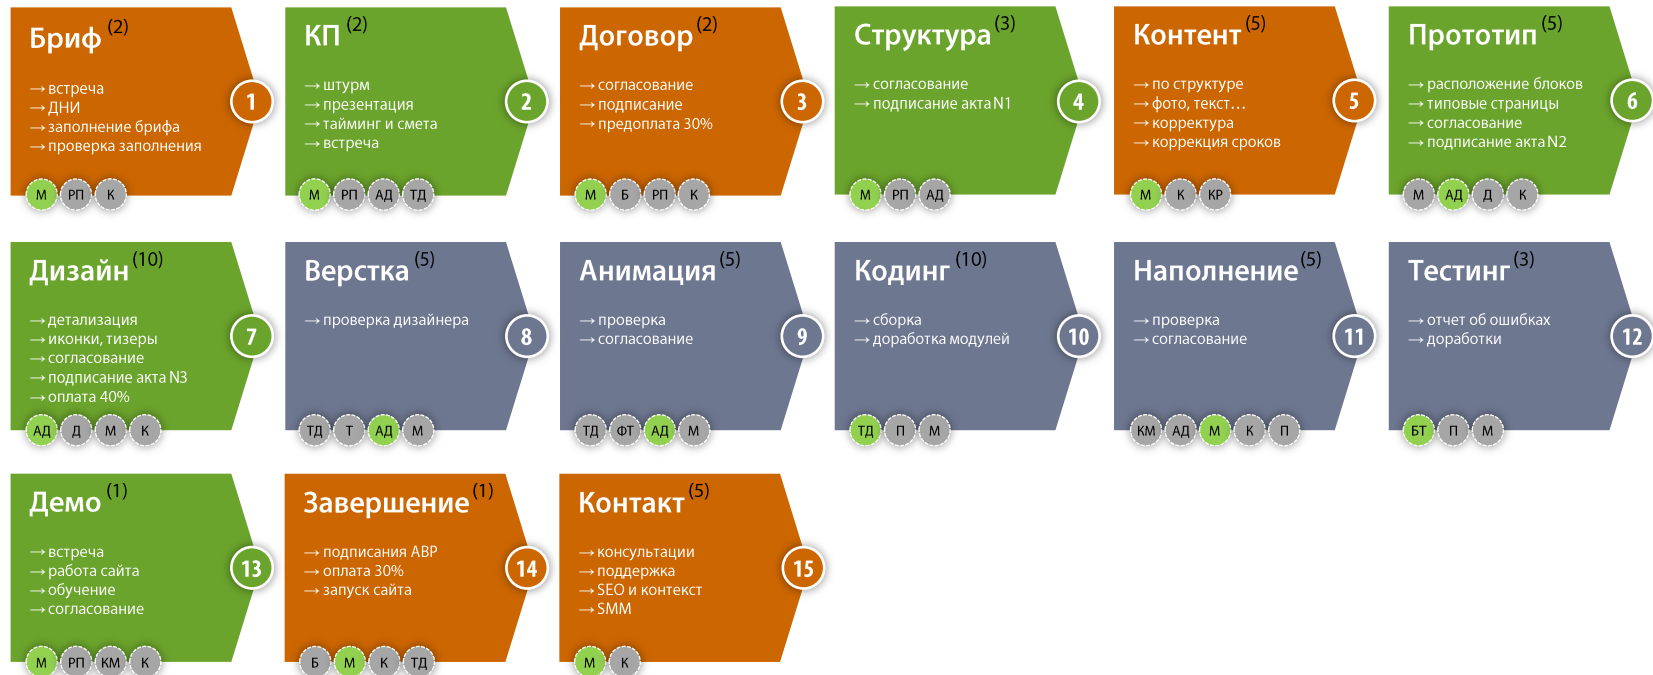 Бриф (2)
→ встреча
→ ДНИ
→ заполнение брифа
→ проверка заполнения
1
М РП К
КП (2)
→ штурм
→ презентация
→ тайминг и смета
→ встреча
2
М РП АД ТД
Договор (2)
→ согласование
→ подписание
→ предоплата 30%
3
М Б РП К
Структура (3)
→ согласование
→ подписание акта N1
4
М РП АД
Контент (5)
→ по структуре
→ фото, текст...
→ корректура
→ коррекция сроков
5
М К КР
Прототип (5)
→ расположение блоков
→ типовые страницы
→ согласование
→ подписание акта N2
6
М АД Д К
Дизайн (10)
→ детализация
→ иконки, тизеры
→ согласование
→ подписание акта N3
→ оплата 40%
7
АД Д М К
Верстка (5)
→ проверка дизайнера
8
ТД Т АД М
Анимация (5)
→ проверка
→ согласование
9
ТД ФТ АД М
Кодинг (10)
→ сборка
→ доработка модулей
10
ТД П М
Наполнение (5)
→ проверка
→ согласование
11
КМ АД М К П
Тестинг (3)
→ отчет об ошибках
→ доработки
12
БТ П М
Демо (1)
→ встреча
→ работа сайта
→ обучение
→ согласование
13
М РП КМ К
Завершение (1)
→ подписания АВР
→ оплата 30%
→ запуск сайта
14
Б М К ТД
Контакт (5)
→ консультации
→ поддержка
→ SEO и контекст
→ SMM
15
М К